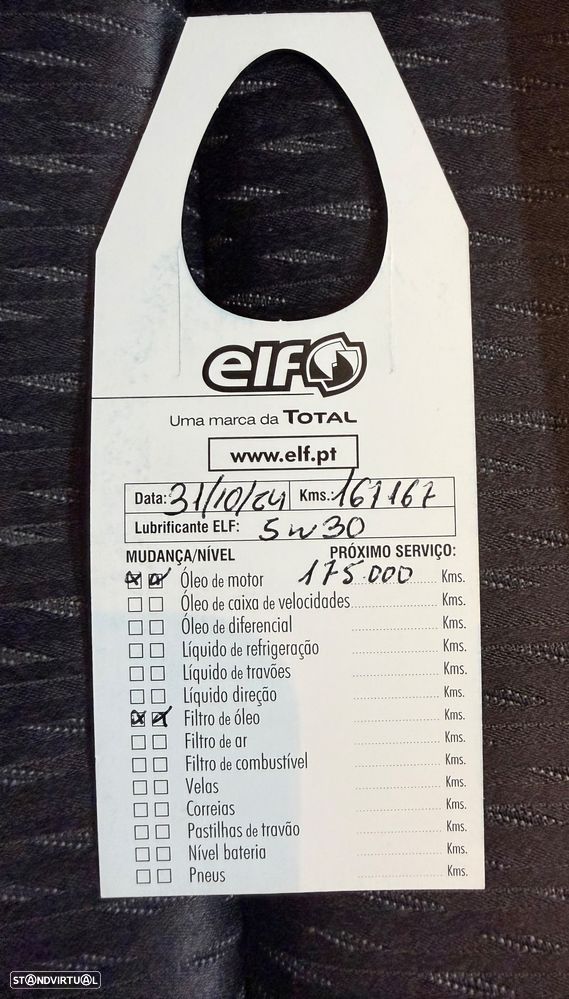 elf
Uma marca da TOTAL
www.elf.pt
Data: 31/10/24 Kms.: 167167
Lubrificante ELF: 5w30
MUDANÇA/NÍVEL PRÓXIMO SERVIÇO:
Óleo de motor 175.000 Kms.
Óleo de caixa de velocidades Kms.
Óleo de diferencial Kms.
Líquido de refrigeração Kms.
Líquido de travões Kms.
Líquido direção Kms.
Filtro de óleo Kms.
Filtro de ar Kms.
Filtro de combustível Kms.
Velas Kms.
Correias Kms.
Pastilhas de travão Kms.
Nível bateria Kms.
Pneus Kms.
STANDVIRTUAL